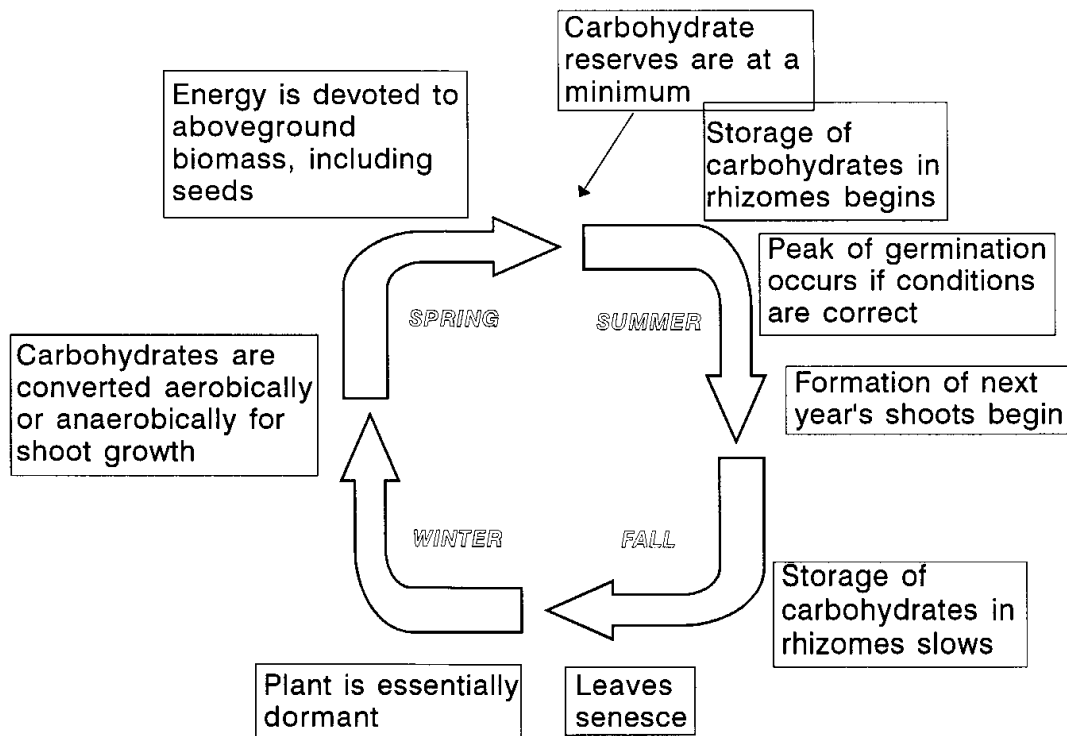 Carbohydrate
reserves are at a
minimum
Energy is devoted to
aboveground
biomass, including
seeds
Storage of
carbohydrates in
rhizomes begins
Peak of germination
occurs if conditions
are correct
SPRING
SUMMER
Carbohydrates are
converted aerobically
or anaerobically for
shoot growth
Formation of next
year's shoots begin
WINTER
FALL
Storage of
carbohydrates in
rhizomes slows
Plant is essentially
dormant
Leaves
senesce